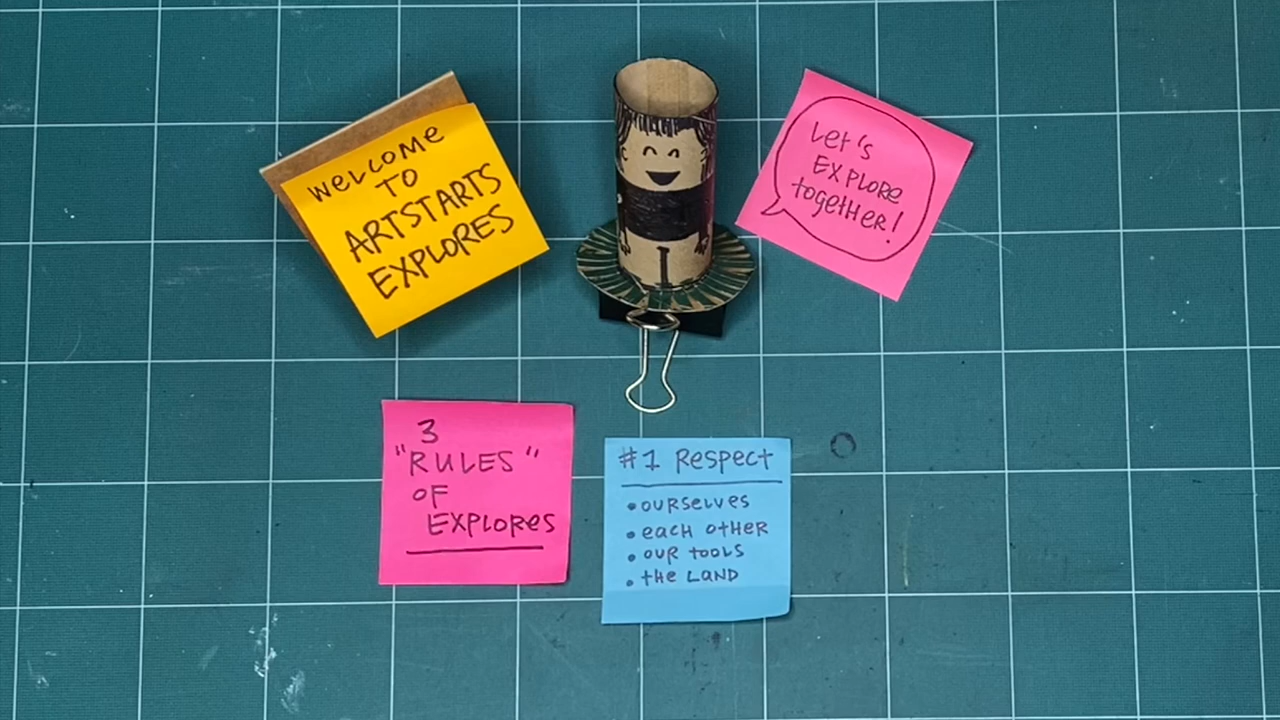 WELCOME
TO
ARTSTARTS
EXPLORES
Let's
EXPLORE
together!
3
"RULES"
OF
EXPLORES
#1 Respect
• OURSELVES
• EACH OTHER
• OUR TOOLS
• THE LAND